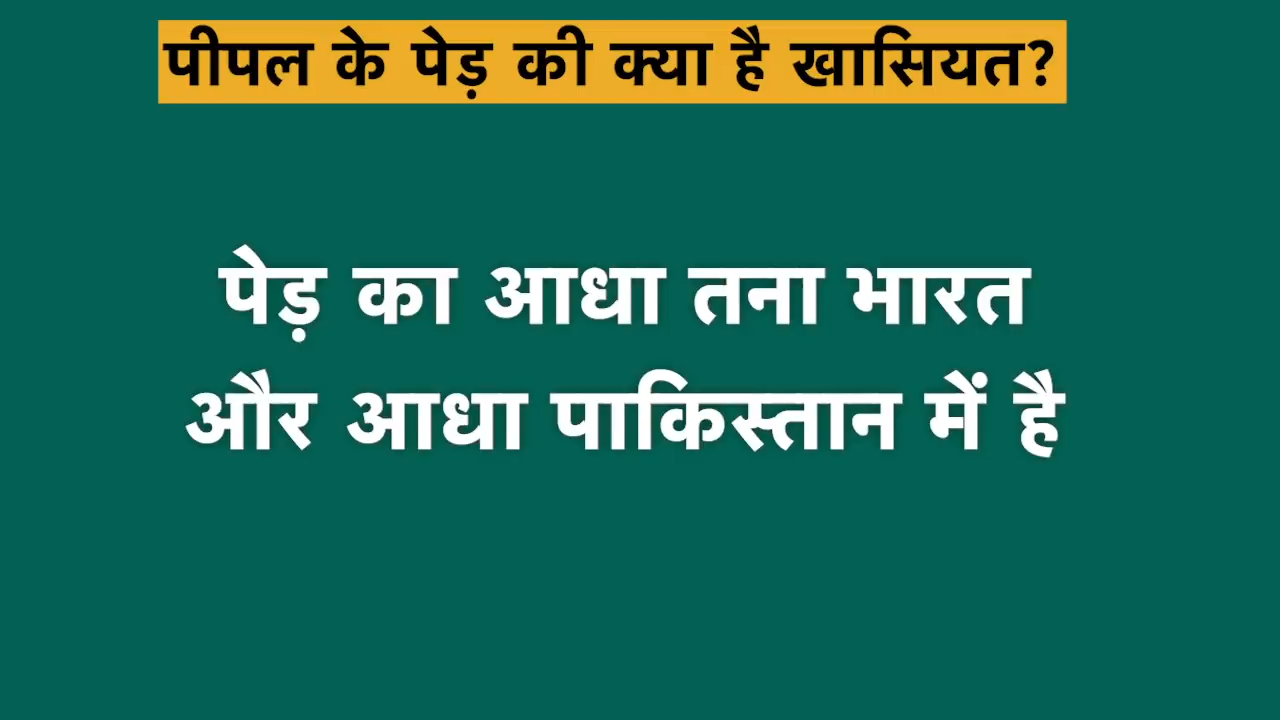 पीपल के पेड़ की क्या है खासियत?
पेड़ का आधा तना भारत
और आधा पाकिस्तान में है